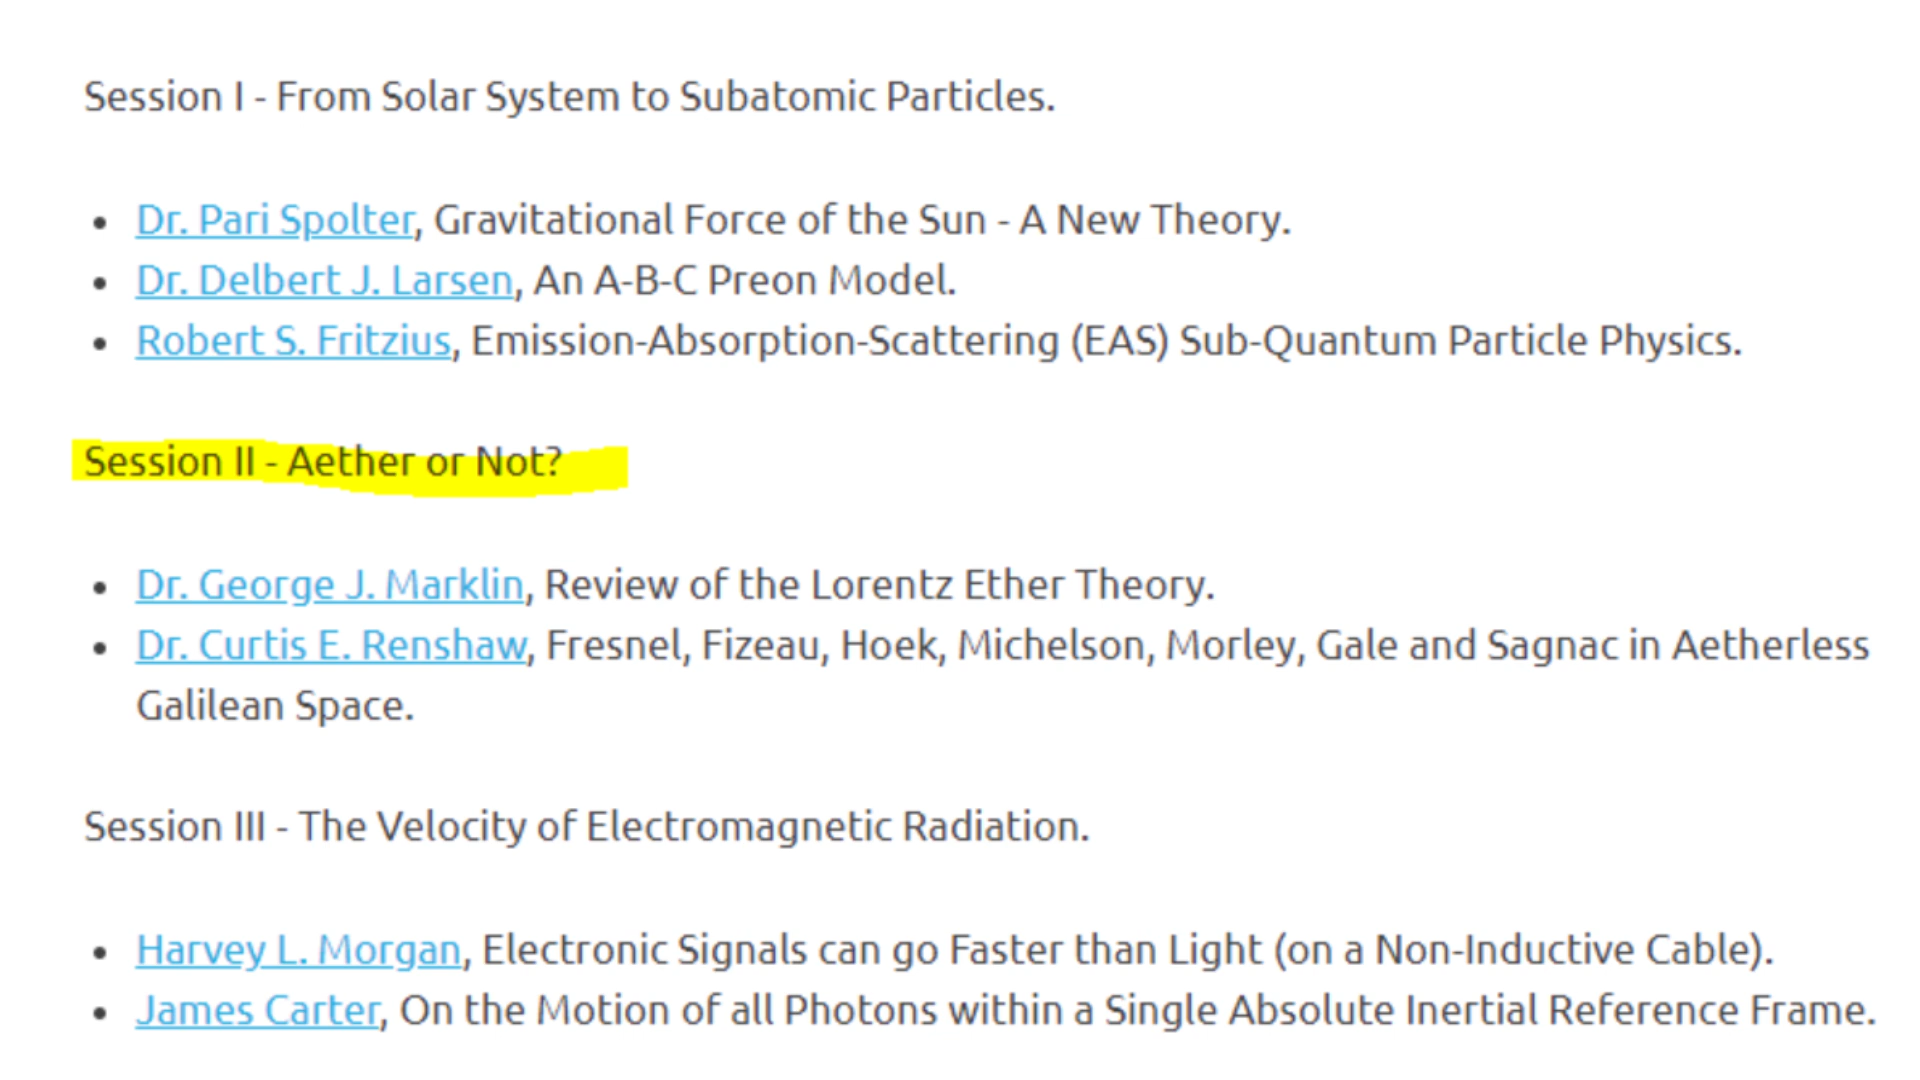 Session I - From Solar System to Subatomic Particles.
• Dr. Pari Spolter, Gravitational Force of the Sun - A New Theory.
• Dr. Delbert J. Larsen, An A-B-C Preon Model.
• Robert S. Fritzius, Emission-Absorption-Scattering (EAS) Sub-Quantum Particle Physics.
Session II - Aether or Not?
• Dr. George J. Marklin, Review of the Lorentz Ether Theory.
• Dr. Curtis E. Renshaw, Fresnel, Fizeau, Hoek, Michelson, Morley, Gale and Sagnac in Aetherless
Galilean Space.
Session III - The Velocity of Electromagnetic Radiation.
• Harvey L. Morgan, Electronic Signals can go Faster than Light (on a Non-Inductive Cable).
• James Carter, On the Motion of all Photons within a Single Absolute Inertial Reference Frame.